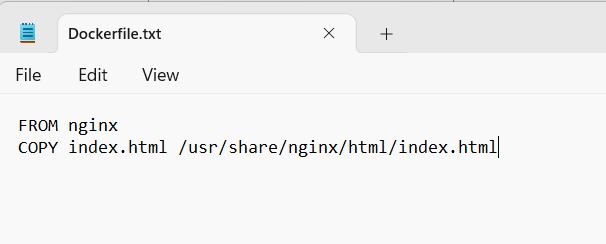 Dockerfile.txt
File Edit View
FROM nginx
COPY index.html /usr/share/nginx/html/index.html